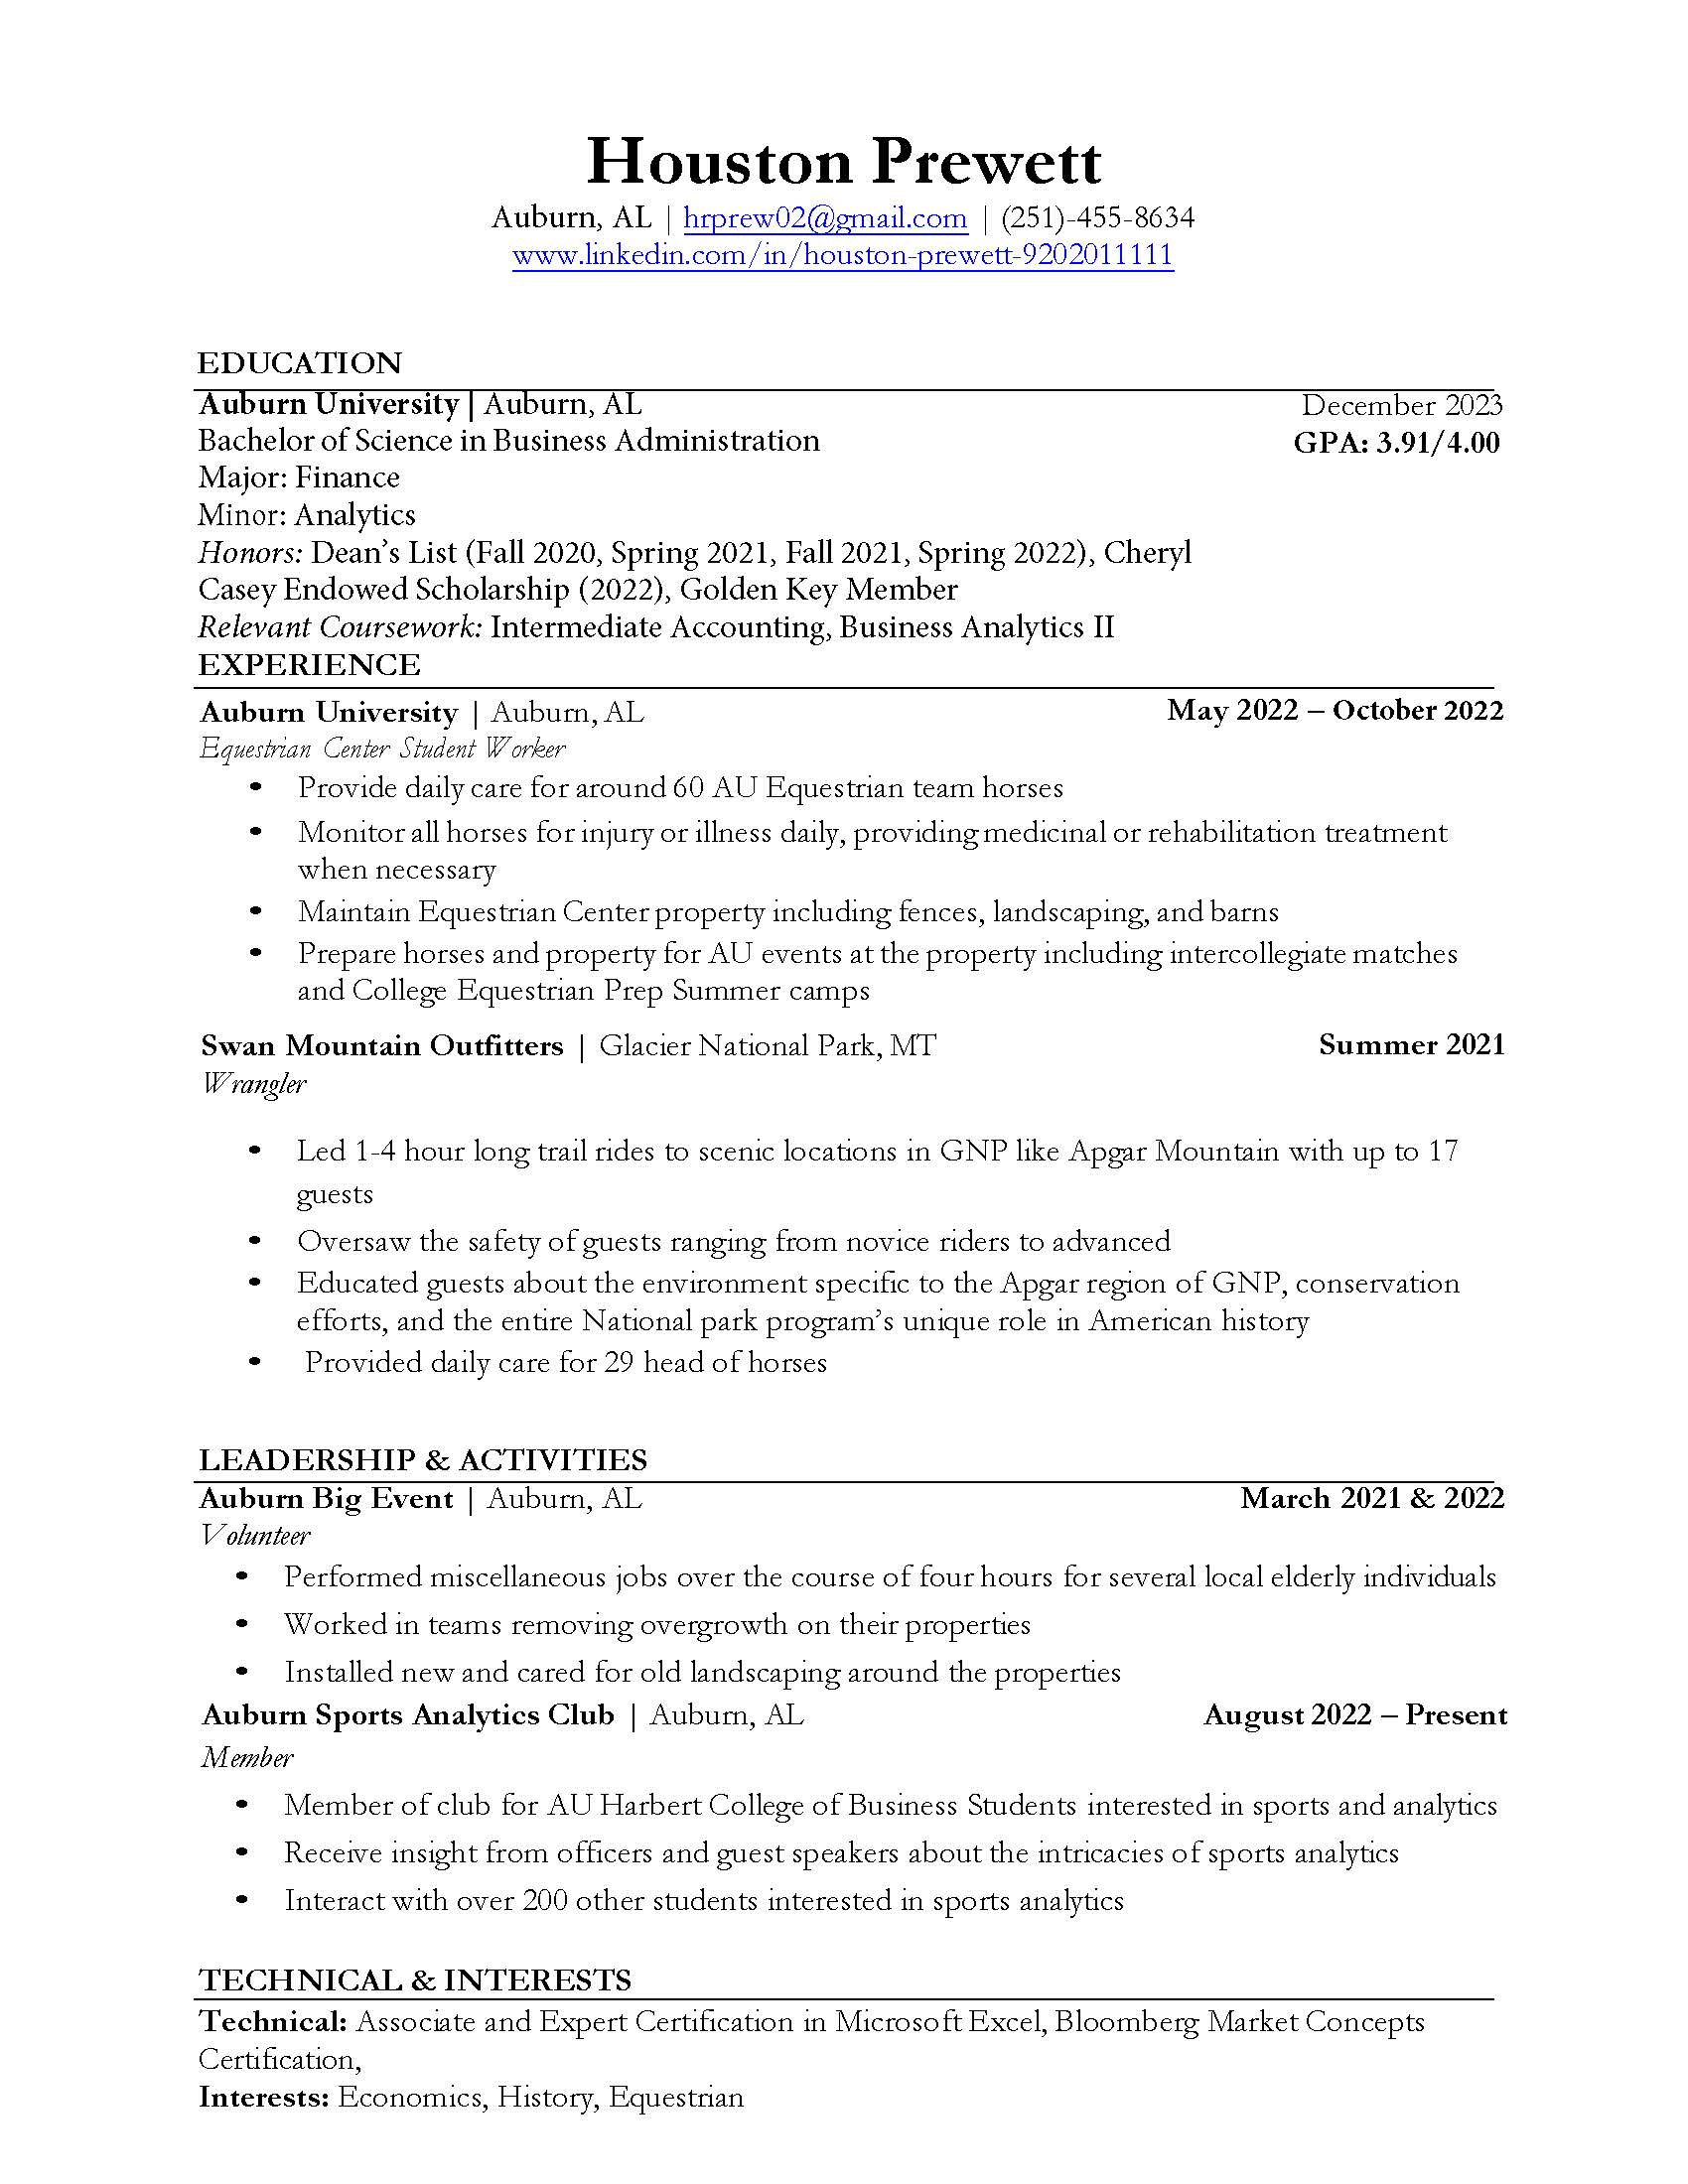 Houston Prewett
Auburn, AL | hrprew02@gmail.com | (251)-455-8634
www.linkedin.com/in/houston-prewett-9202011111
EDUCATION
Auburn University | Auburn, AL December 2023
Bachelor of Science in Business Administration GPA: 3.91/4.00
Major: Finance
Minor: Analytics
Honors: Dean's List (Fall 2020, Spring 2021, Fall 2021, Spring 2022), Cheryl
Casey Endowed Scholarship (2022), Golden Key Member
Relevant Coursework: Intermediate Accounting, Business Analytics II
EXPERIENCE
Auburn University | Auburn, AL May 2022 – October 2022
Equestrian Center Student Worker
• Provide daily care for around 60 AU Equestrian team horses
• Monitor all horses for injury or illness daily, providing medicinal or rehabilitation treatment
when necessary
• Maintain Equestrian Center property including fences, landscaping, and barns
• Prepare horses and property for AU events at the property including intercollegiate matches
and College Equestrian Prep Summer camps
Swan Mountain Outfitters | Glacier National Park, MT Summer 2021
Wrangler
• Led 1-4 hour long trail rides to scenic locations in GNP like Apgar Mountain with up to 17
guests
• Oversaw the safety of guests ranging from novice riders to advanced
• Educated guests about the environment specific to the Apgar region of GNP, conservation
efforts, and the entire National park program's unique role in American history
• Provided daily care for 29 head of horses
LEADERSHIP & ACTIVITIES
Auburn Big Event | Auburn, AL March 2021 & 2022
Volunteer
• Performed miscellaneous jobs over the course of four hours for several local elderly individuals
• Worked in teams removing overgrowth on their properties
• Installed new and cared for old landscaping around the properties
Auburn Sports Analytics Club | Auburn, AL August 2022 – Present
Member
• Member of club for AU Harbert College of Business Students interested in sports and analytics
• Receive insight from officers and guest speakers about the intricacies of sports analytics
• Interact with over 200 other students interested in sports analytics
TECHNICAL & INTERESTS
Technical: Associate and Expert Certification in Microsoft Excel, Bloomberg Market Concepts
Certification,
Interests: Economics, History, Equestrian